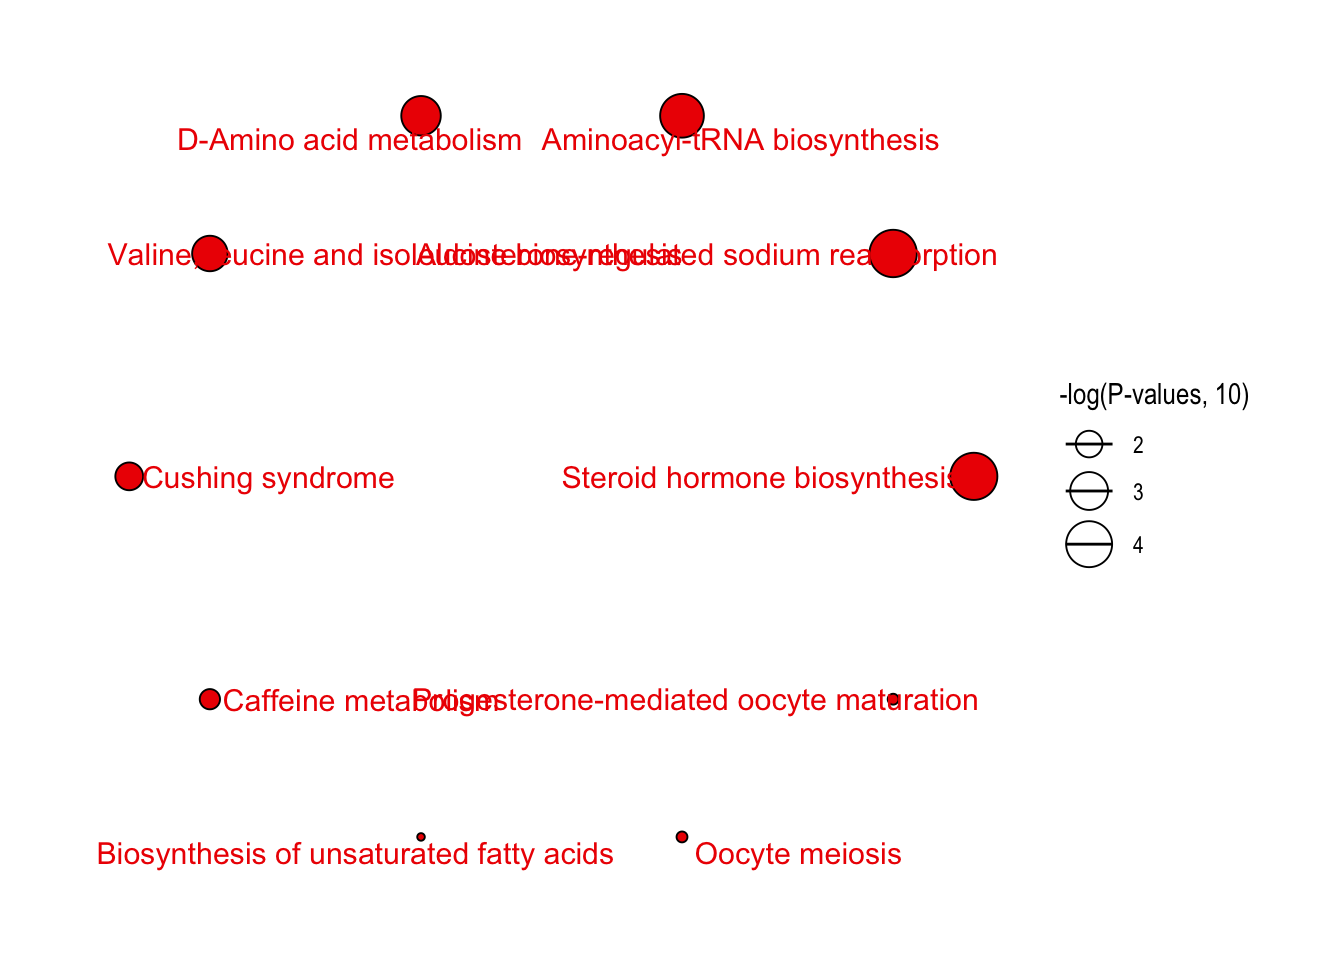 D-Amino acid metabolism
Aminoacyl-tRNA biosynthesis
Valine, leucine and isoleucine biosynthesis
Aldosterone-regulated sodium reabsorption
-log(P-values, 10)
2
3
4
Cushing syndrome
Steroid hormone biosynthesis
Caffeine metabolism
Progesterone-mediated oocyte maturation
Biosynthesis of unsaturated fatty acids
Oocyte meiosis